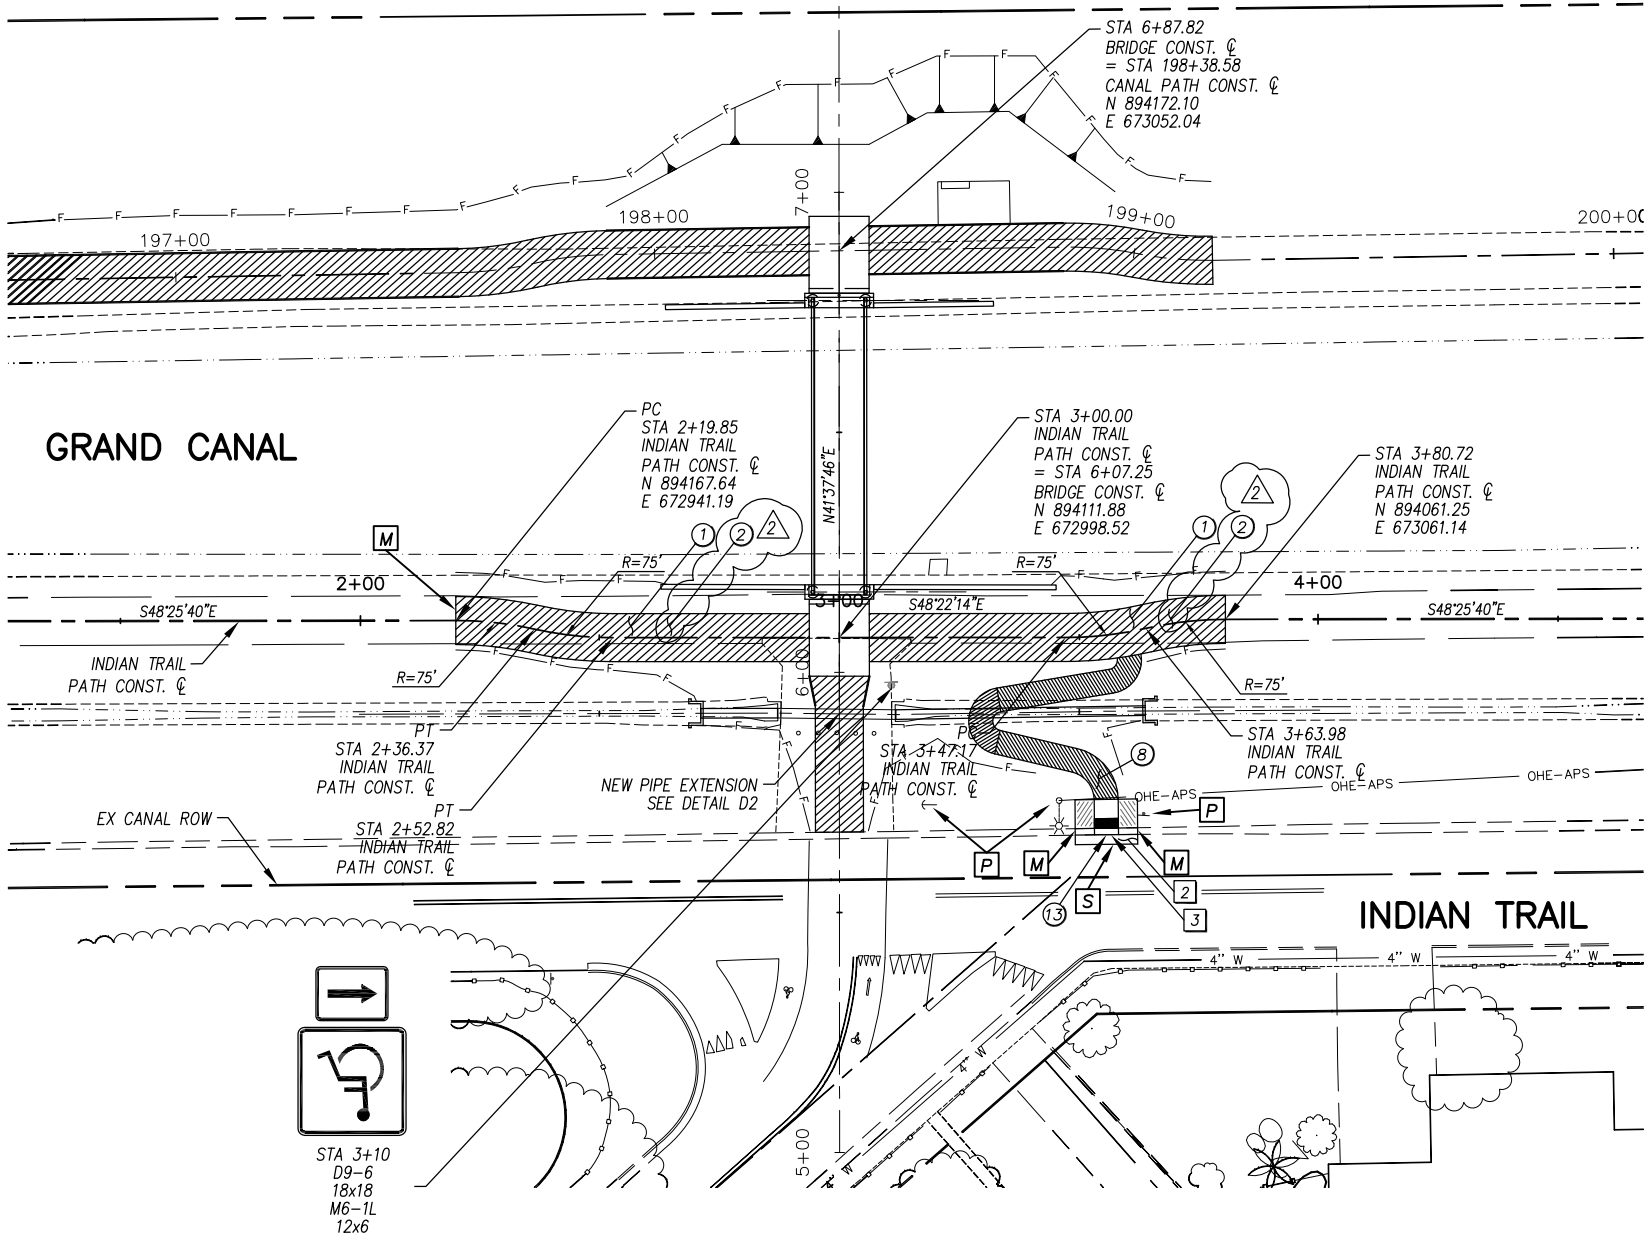 STA 6+87.82
BRIDGE CONST. ℄
= STA 198+38.58
CANAL PATH CONST. ℄
N 894172.10
E 673052.04
F F F F F F F F F F F F F F F F F F F F
7+00
197+00
198+00
199+00
200+00
GRAND CANAL
PC
STA 2+19.85
INDIAN TRAIL
PATH CONST. ℄
N 894167.64
E 672941.19
N41°37'46"E
STA 3+00.00
INDIAN TRAIL
PATH CONST. ℄
= STA 6+07.25
BRIDGE CONST. ℄
N 894111.88
E 672998.52
STA 3+80.72
INDIAN TRAIL
PATH CONST. ℄
N 894061.25
E 673061.14
M
1
2
2
1
2
2
R=75'
R=75'
2+00
3+00
4+00
S48°25'40"E
S48°22'14"E
S48°25'40"E
INDIAN TRAIL
PATH CONST. ℄
R=75'
R=75'
6+00
PT
STA 2+36.37
INDIAN TRAIL
PATH CONST. ℄
PT
STA 2+52.82
INDIAN TRAIL
PATH CONST. ℄
NEW PIPE EXTENSION
SEE DETAIL D2
STA 3+47.17
INDIAN TRAIL
PATH CONST. ℄
STA 3+63.98
INDIAN TRAIL
PATH CONST. ℄
8
OHE-APS
OHE-APS
OHE-APS
EX CANAL ROW
P
P
M
M
S
2
3
13
INDIAN TRAIL
4" W
4" W
4" W
4" W
4" W
5+00
STA 3+10
D9-6
18x18
M6-1L
12x6